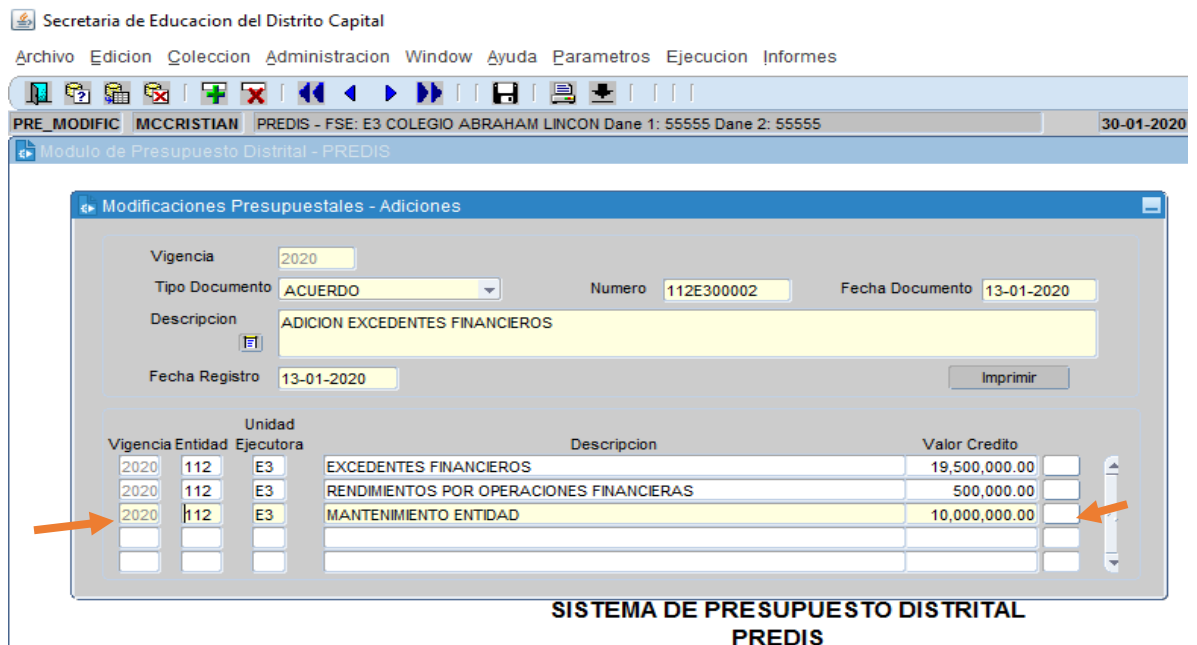 Secretaria de Educacion del Distrito Capital
Archivo Edicion Coleccion Administracion Window Ayuda Parametros Ejecucion Informes
PRE_MODIFIC MCCRISTIAN PREDIS - FSE: E3 COLEGIO ABRAHAM LINCON Dane 1: 55555 Dane 2: 55555 30-01-2020
Modulo de Presupuesto Distrital - PREDIS
Modificaciones Presupuestales - Adiciones
Vigencia 2020
Tipo Documento ACUERDO Numero 112E300002 Fecha Documento 13-01-2020
Descripcion ADICION EXCEDENTES FINANCIEROS
Fecha Registro 13-01-2020 Imprimir
Unidad
Vigencia Entidad Ejecutora Descripcion Valor Credito
2020 112 E3 EXCEDENTES FINANCIEROS 19,500,000.00
2020 112 E3 RENDIMIENTOS POR OPERACIONES FINANCIERAS 500,000.00
2020 112 E3 MANTENIMIENTO ENTIDAD 10,000,000.00
SISTEMA DE PRESUPUESTO DISTRITAL
PREDIS